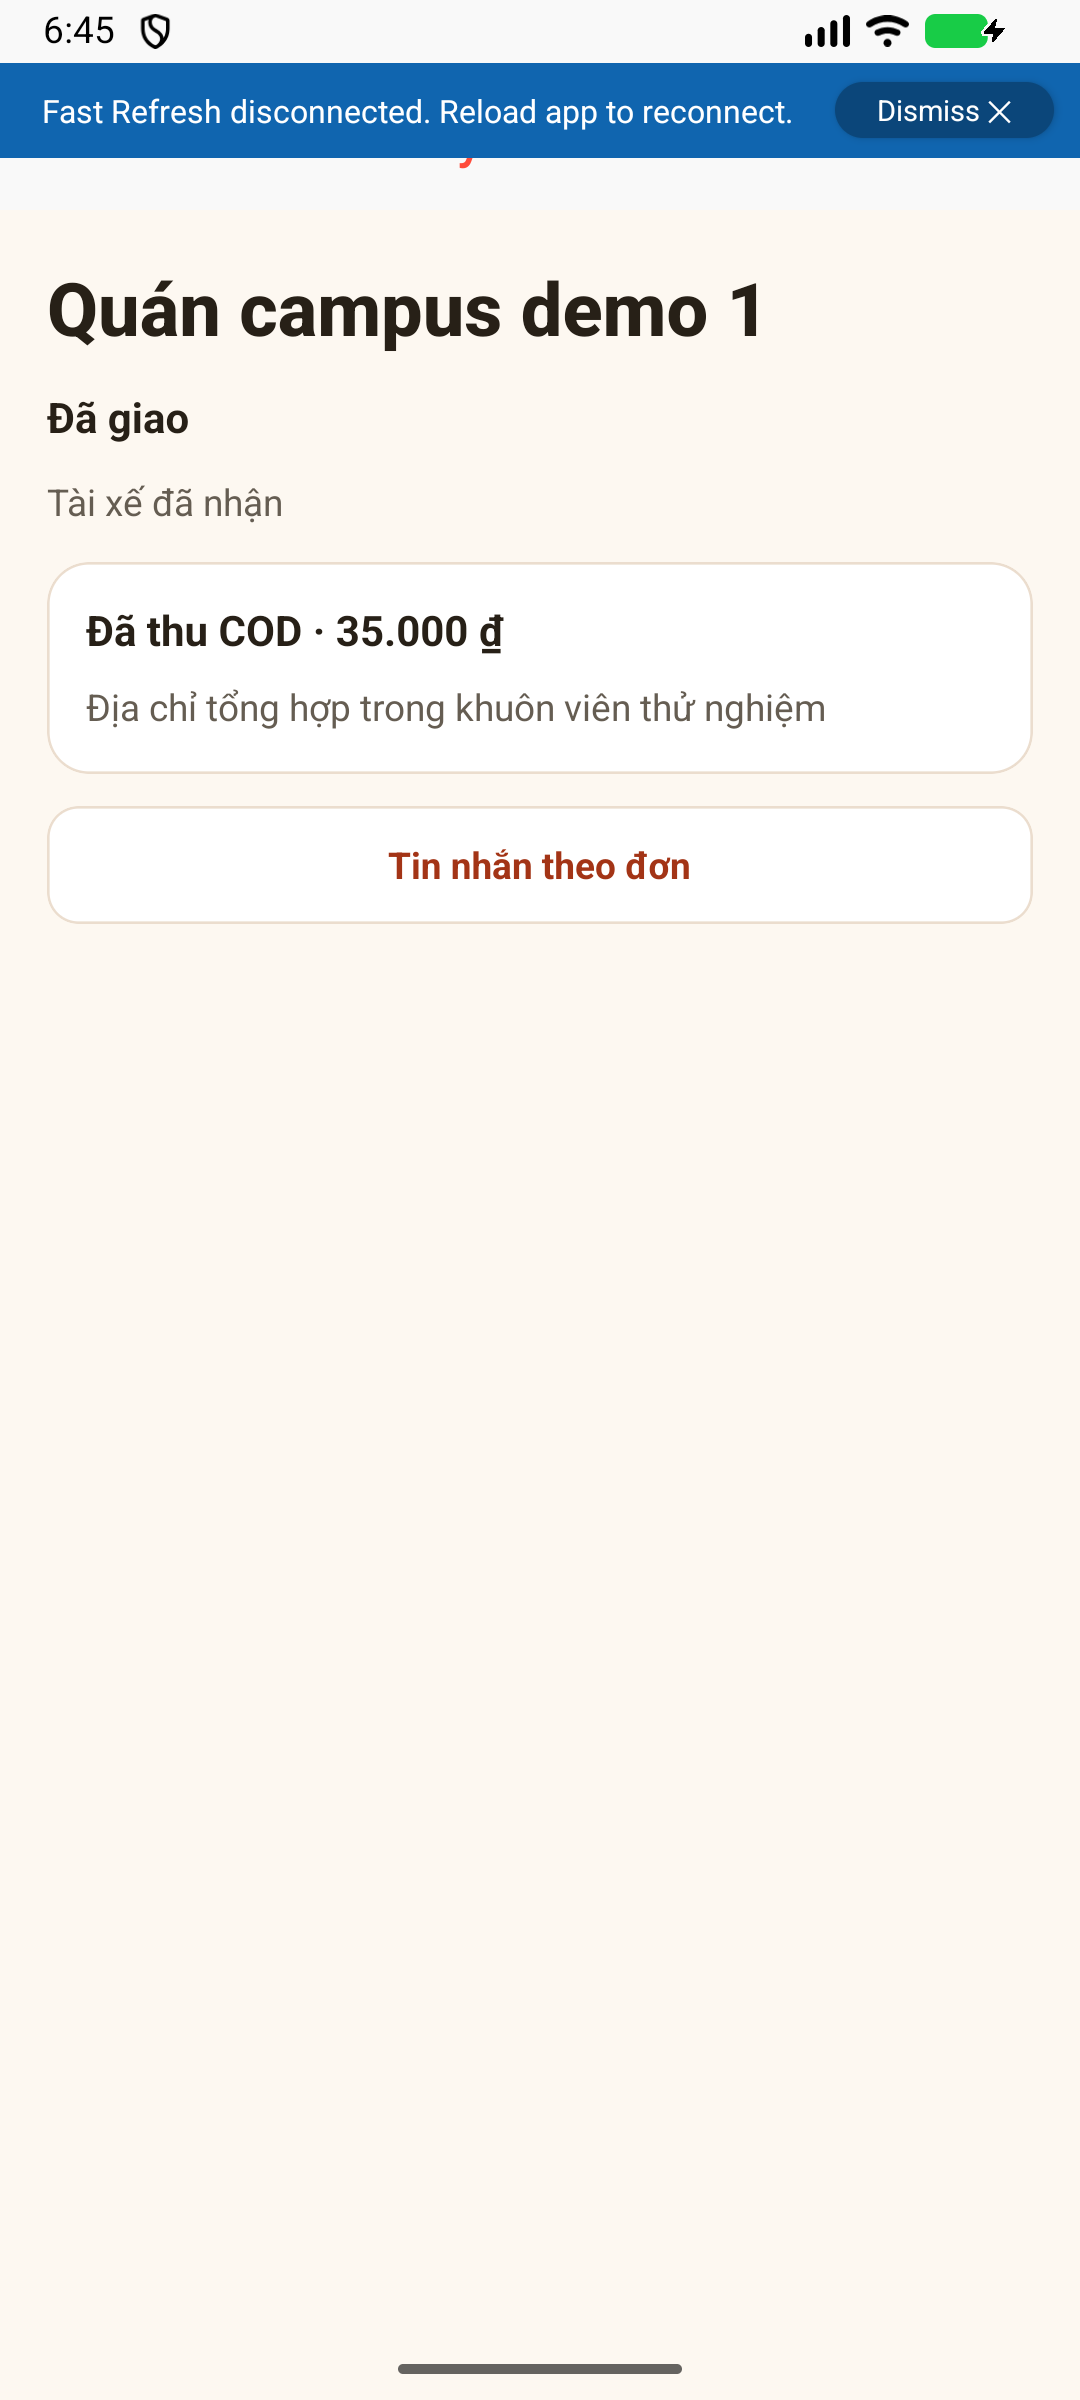 6:45
Fast Refresh disconnected. Reload app to reconnect.
Dismiss
Quán campus demo 1
Đã giao
Tài xế đã nhận
Đã thu COD · 35.000 ₫
Địa chỉ tổng hợp trong khuôn viên thử nghiệm
Tin nhắn theo đơn